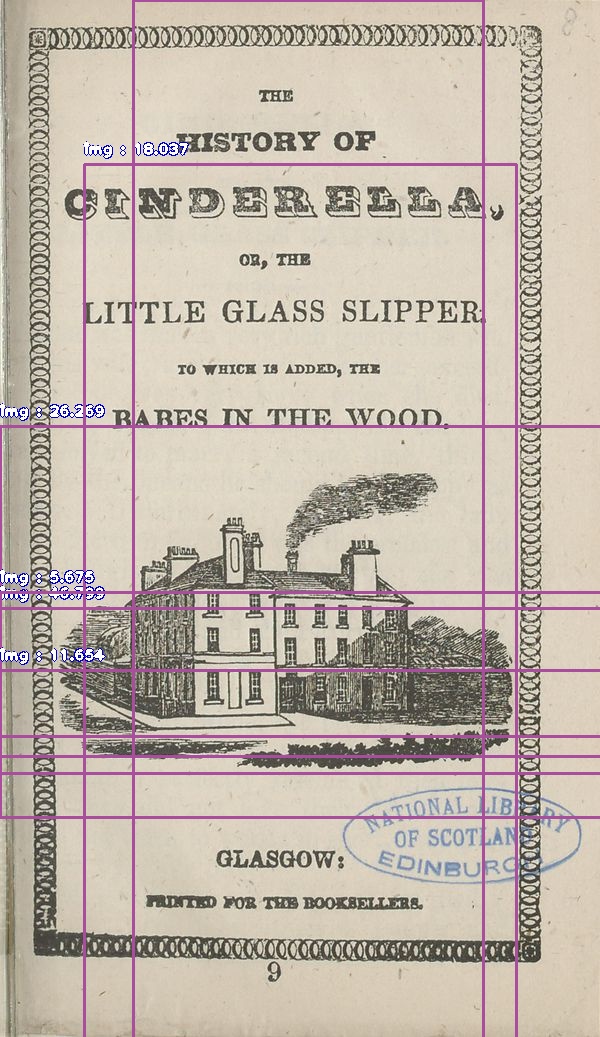 8
THE
HISTORY OF
CINDERELLA,
OR, THE
LITTLE GLASS SLIPPER.
TO WHICH IS ADDED, THE
BABES IN THE WOOD.
NATIONAL LIBRARY
OF SCOTLAND
EDINBURGH
GLASGOW:
PRINTED FOR THE BOOKSELLERS.
9
img : 18.037
img : 26.269
img : 5.675
img : 11.654